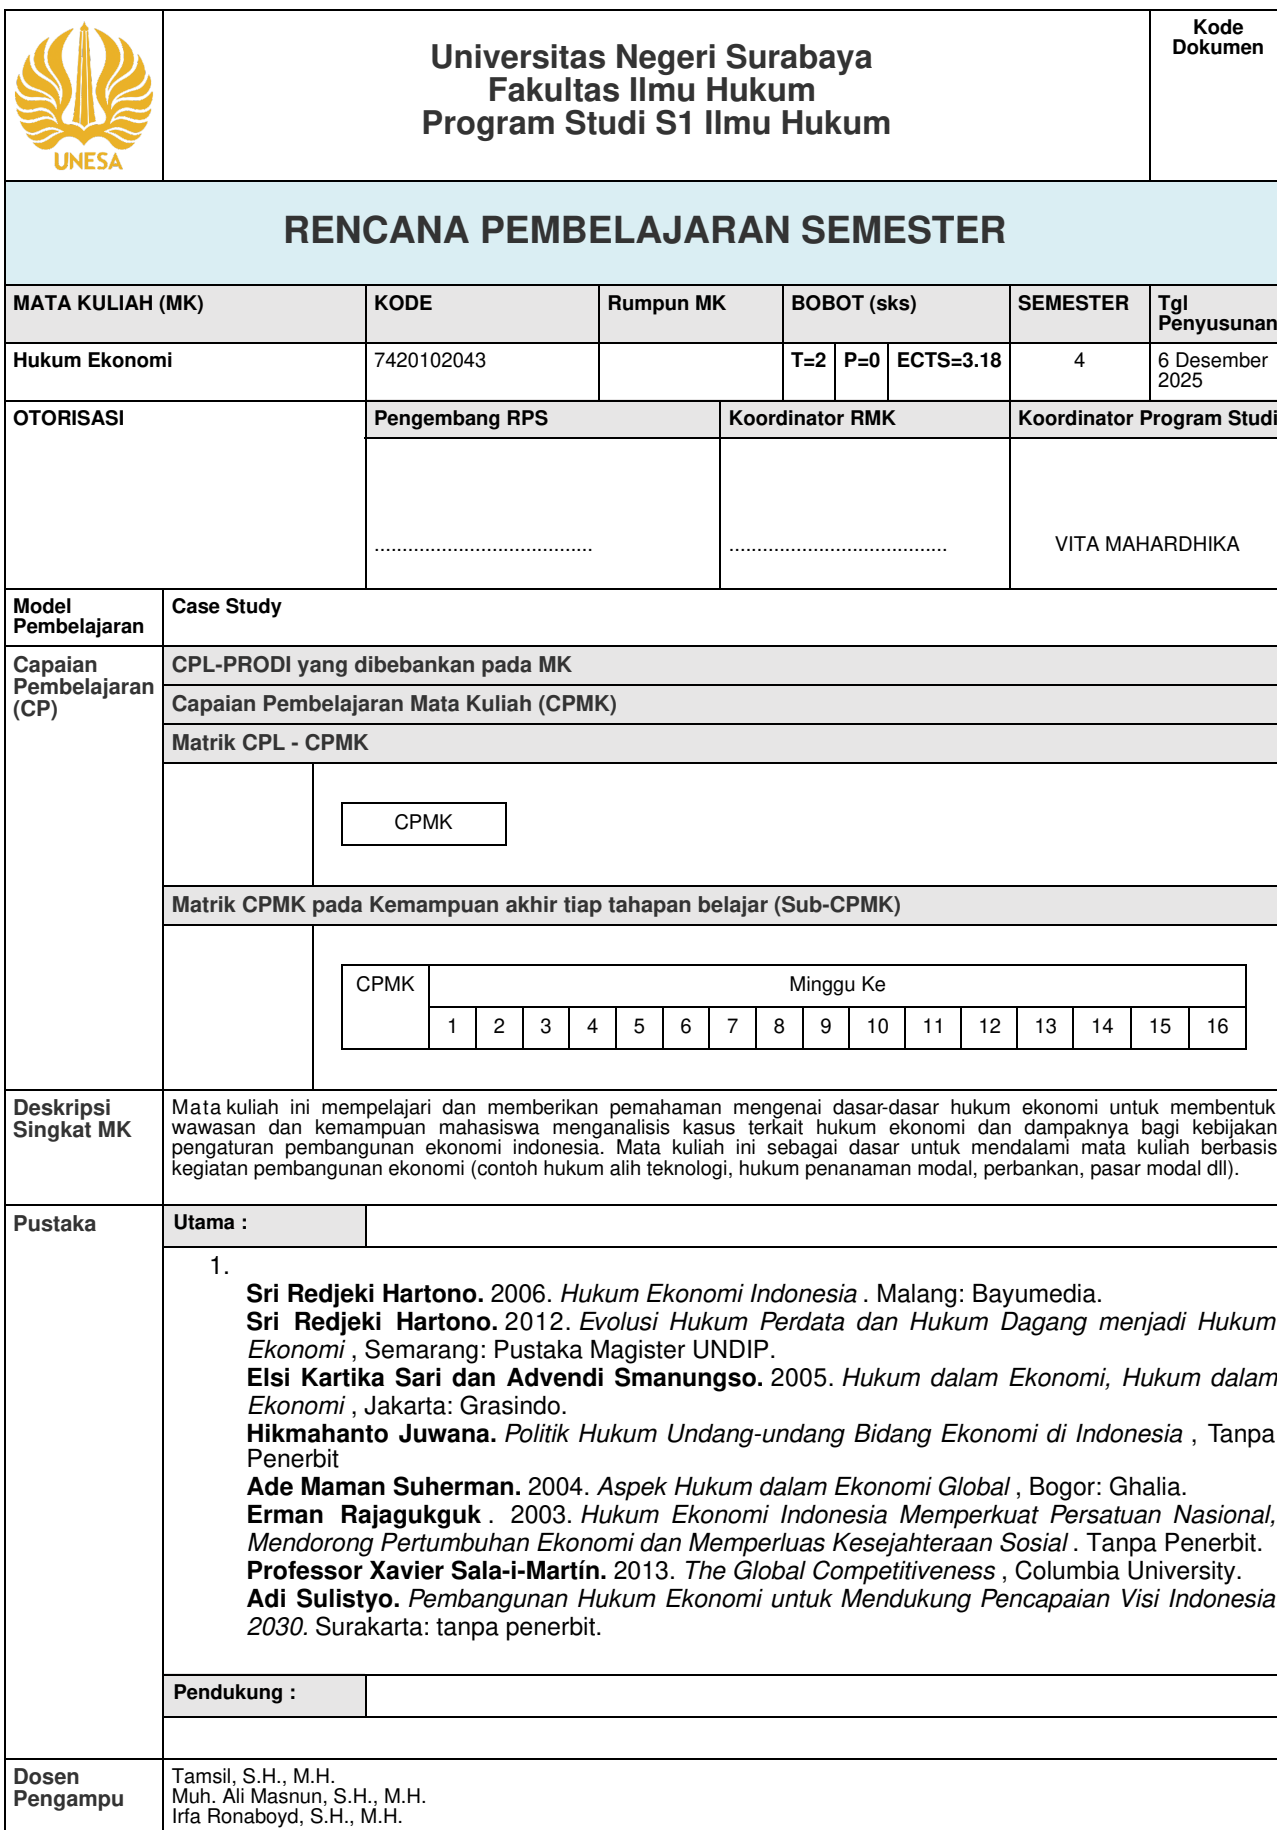 UNESA
Universitas Negeri Surabaya
Fakultas Ilmu Hukum
Program Studi S1 Ilmu Hukum
Kode
Dokumen
RENCANA PEMBELAJARAN SEMESTER
MATA KULIAH (MK) KODE Rumpun MK BOBOT (sks) SEMESTER Tgl
Penyusunan
Hukum Ekonomi 7420102043 T=2 P=0 ECTS=3.18 4 6 Desember
2025
OTORISASI Pengembang RPS Koordinator RMK Koordinator Program Studi
....................................... ....................................... VITA MAHARDHIKA
Model
Pembelajaran
Case Study
Capaian
Pembelajaran
(CP)
CPL-PRODI yang dibebankan pada MK
Capaian Pembelajaran Mata Kuliah (CPMK)
Matrik CPL - CPMK
CPMK
Matrik CPMK pada Kemampuan akhir tiap tahapan belajar (Sub-CPMK)
CPMK Minggu Ke
1 2 3 4 5 6 7 8 9 10 11 12 13 14 15 16
Deskripsi
Singkat MK
Mata kuliah ini mempelajari dan memberikan pemahaman mengenai dasar-dasar hukum ekonomi untuk membentuk
wawasan dan kemampuan mahasiswa menganalisis kasus terkait hukum ekonomi dan dampaknya bagi kebijakan
pengaturan pembangunan ekonomi indonesia. Mata kuliah ini sebagai dasar untuk mendalami mata kuliah berbasis
kegiatan pembangunan ekonomi (contoh hukum alih teknologi, hukum penanaman modal, perbankan, pasar modal dll).
Pustaka
Utama :
1.
Sri Redjeki Hartono. 2006. Hukum Ekonomi Indonesia . Malang: Bayumedia.
Sri Redjeki Hartono. 2012. Evolusi Hukum Perdata dan Hukum Dagang menjadi Hukum
Ekonomi , Semarang: Pustaka Magister UNDIP.
Elsi Kartika Sari dan Advendi Smanungso. 2005. Hukum dalam Ekonomi, Hukum dalam
Ekonomi , Jakarta: Grasindo.
Hikmahanto Juwana. Politik Hukum Undang-undang Bidang Ekonomi di Indonesia , Tanpa
Penerbit
Ade Maman Suherman. 2004. Aspek Hukum dalam Ekonomi Global , Bogor: Ghalia.
Erman Rajagukguk . 2003. Hukum Ekonomi Indonesia Memperkuat Persatuan Nasional,
Mendorong Pertumbuhan Ekonomi dan Memperluas Kesejahteraan Sosial . Tanpa Penerbit.
Professor Xavier Sala-i-Martín. 2013. The Global Competitiveness , Columbia University.
Adi Sulistyo. Pembangunan Hukum Ekonomi untuk Mendukung Pencapaian Visi Indonesia
2030. Surakarta: tanpa penerbit.
Pendukung :
Dosen
Pengampu
Tamsil, S.H., M.H.
Muh. Ali Masnun, S.H., M.H.
Irfa Ronaboyd, S.H., M.H.